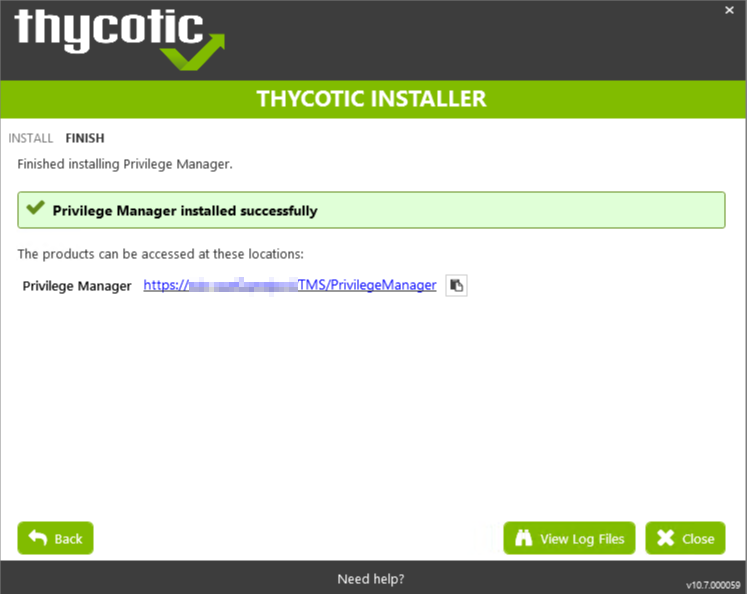 thycotic
THYCOTIC INSTALLER
INSTALL FINISH
Finished installing Privilege Manager.
Privilege Manager installed successfully
The products can be accessed at these locations:
Privilege Manager https:// TMS/PrivilegeManager
Back View Log Files Close
Need help?
v10.7.000059